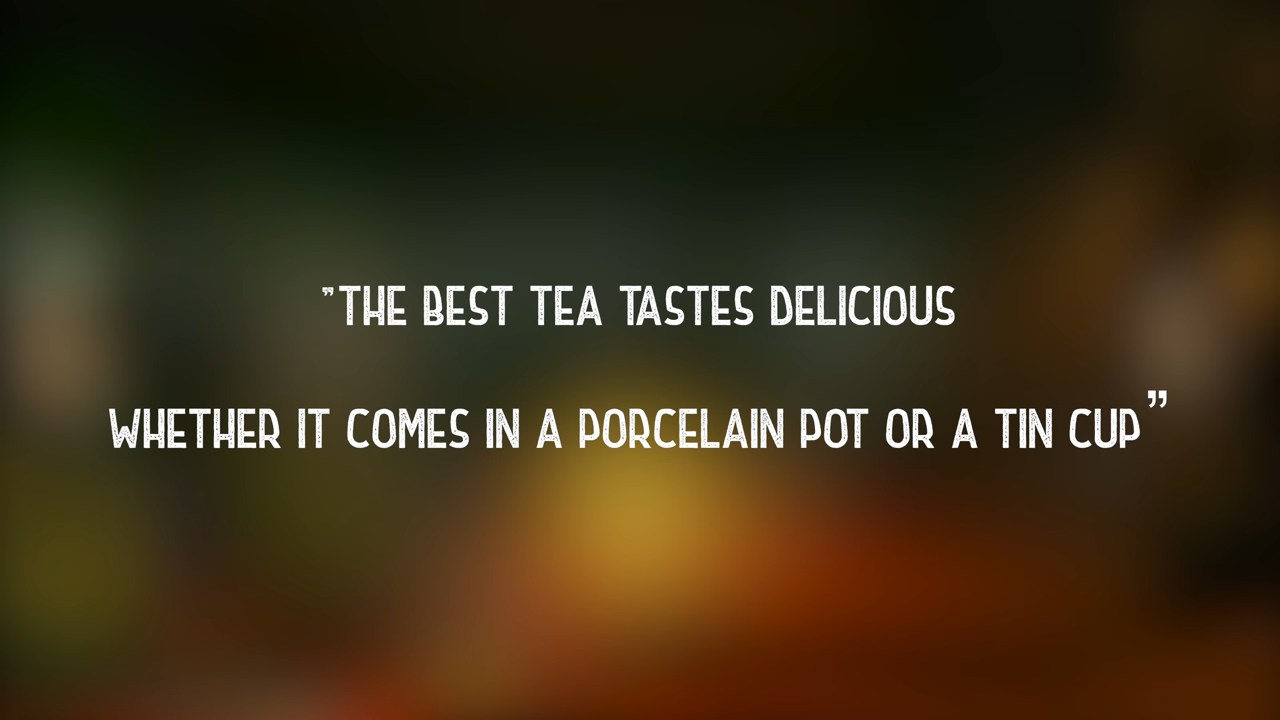 ”THE BEST TEA TASTES DELICIOUS
WHETHER IT COMES IN A PORCELAIN POT OR A TIN CUP”